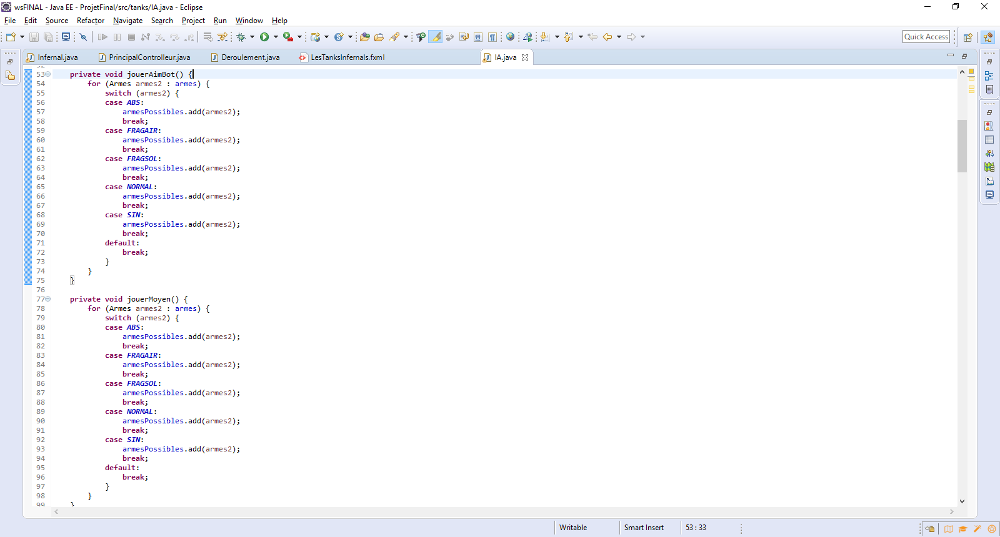 wsFINAL - Java EE - ProjetFinal/src/tanks/IA.java - Eclipse
File Edit Source Refactor Navigate Search Project Run Window Help
Quick Access
Infernal.java PrincipalControlleur.java Deroulement.java LesTanksInfernals.fxml IA.java
52
53 private void jouerAimBot() {
54 for (Armes armes2 : armes) {
55 switch (armes2) {
56 case ABS:
57 armesPossibles.add(armes2);
58 break;
59 case FRAGAIR:
60 armesPossibles.add(armes2);
61 break;
62 case FRAGSOL:
63 armesPossibles.add(armes2);
64 break;
65 case NORMAL:
66 armesPossibles.add(armes2);
67 break;
68 case SIN:
69 armesPossibles.add(armes2);
70 break;
71 default:
72 break;
73 }
74 }
75 }
76
77 private void jouerMoyen() {
78 for (Armes armes2 : armes) {
79 switch (armes2) {
80 case ABS:
81 armesPossibles.add(armes2);
82 break;
83 case FRAGAIR:
84 armesPossibles.add(armes2);
85 break;
86 case FRAGSOL:
87 armesPossibles.add(armes2);
88 break;
89 case NORMAL:
90 armesPossibles.add(armes2);
91 break;
92 case SIN:
93 armesPossibles.add(armes2);
94 break;
95 default:
96 break;
97 }
98 }
99 }
Writable Smart Insert 53 : 33